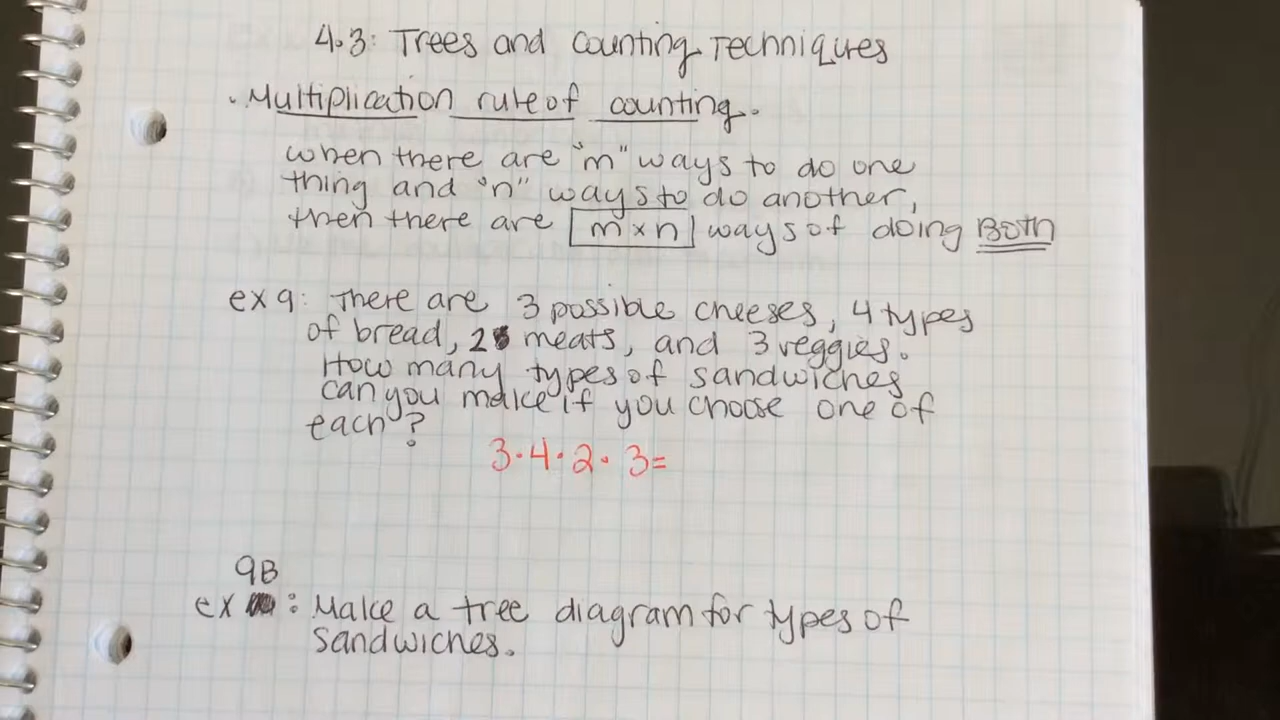 4.3: Trees and Counting Techniques
. Multiplication rule of counting.
when there are "m" ways to do one
thing and "n" ways to do another,
then there are m × n ways of doing BOTH
ex 9: There are 3 possible cheeses, 4 types
of bread, 2 meats, and 3 veggies.
How many types of sandwiches
can you make if you choose one of
each?
3·4·2·3=
9B
ex : Make a tree diagram for types of
sandwiches.